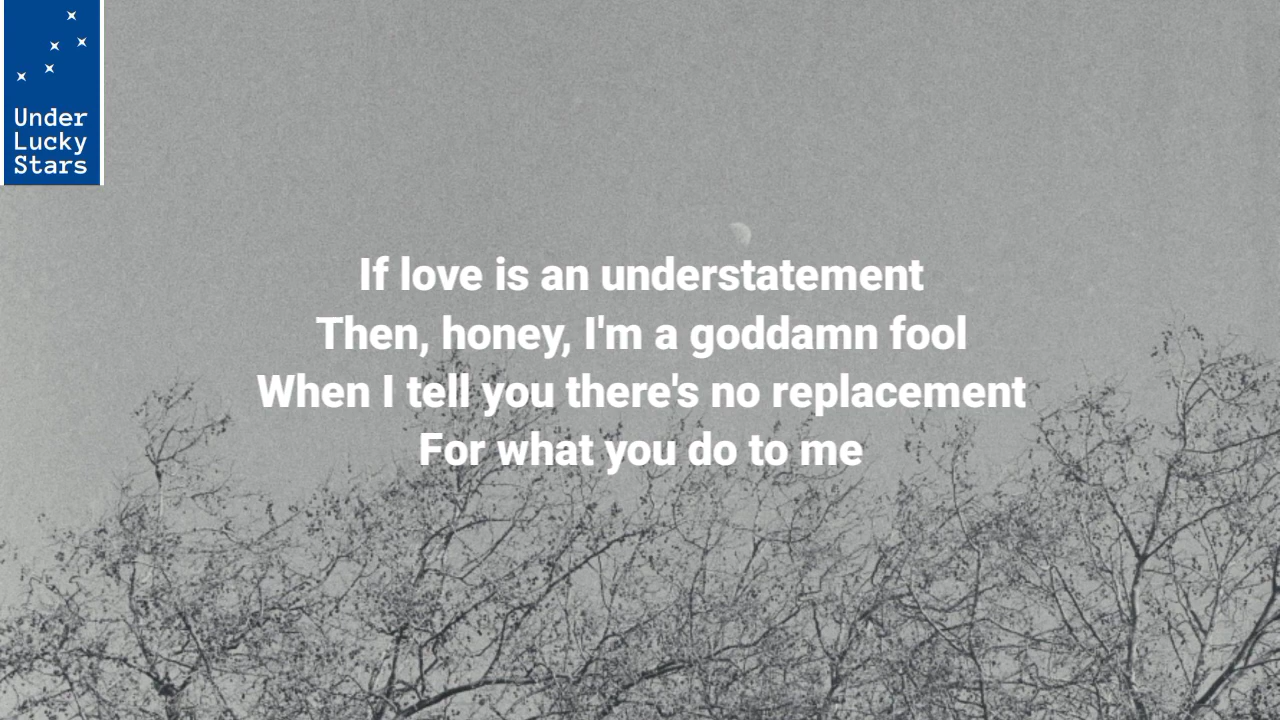 Under
Lucky
Stars
If love is an understatement
Then, honey, I'm a goddamn fool
When I tell you there's no replacement
For what you do to me